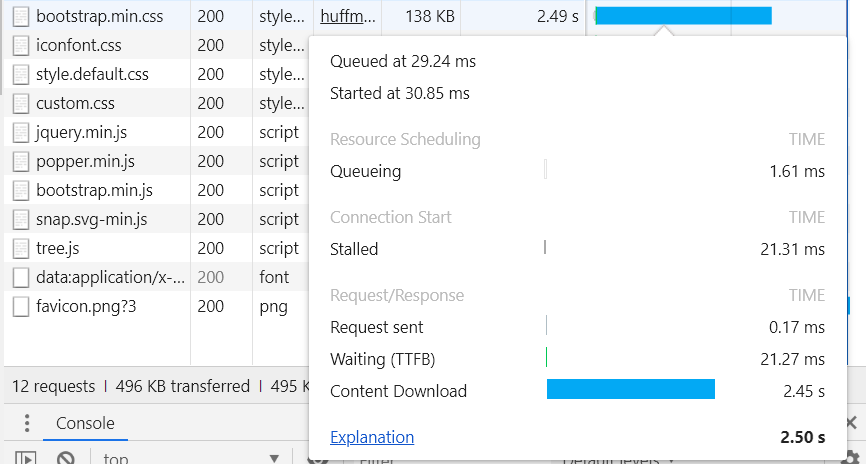 bootstrap.min.css 200 style... huffm... 138 KB 2.49 s
iconfont.css 200 style...
style.default.css 200 style...
custom.css 200 style...
jquery.min.js 200 script
popper.min.js 200 script
bootstrap.min.js 200 script
snap.svg-min.js 200 script
tree.js 200 script
data:application/x-... 200 font
favicon.png?3 200 png
12 requests 496 KB transferred 495 K
Console
top
Filter
Default levels
Queued at 29.24 ms
Started at 30.85 ms
Resource Scheduling TIME
Queueing 1.61 ms
Connection Start TIME
Stalled 21.31 ms
Request/Response TIME
Request sent 0.17 ms
Waiting (TTFB) 21.27 ms
Content Download 2.45 s
Explanation 2.50 s